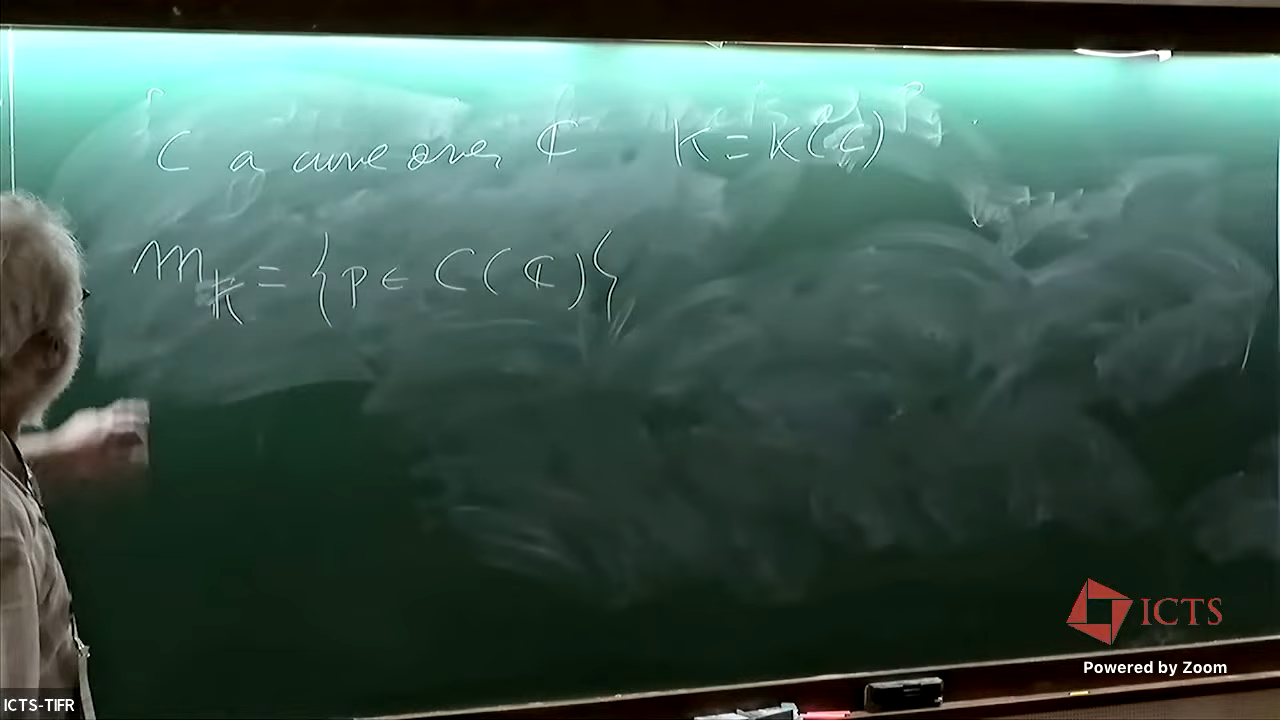 C a curve over ℂ K = K(C)
M_K = {p ∈ C(ℂ)}
ICTS
Powered by Zoom
ICTS-TIFR